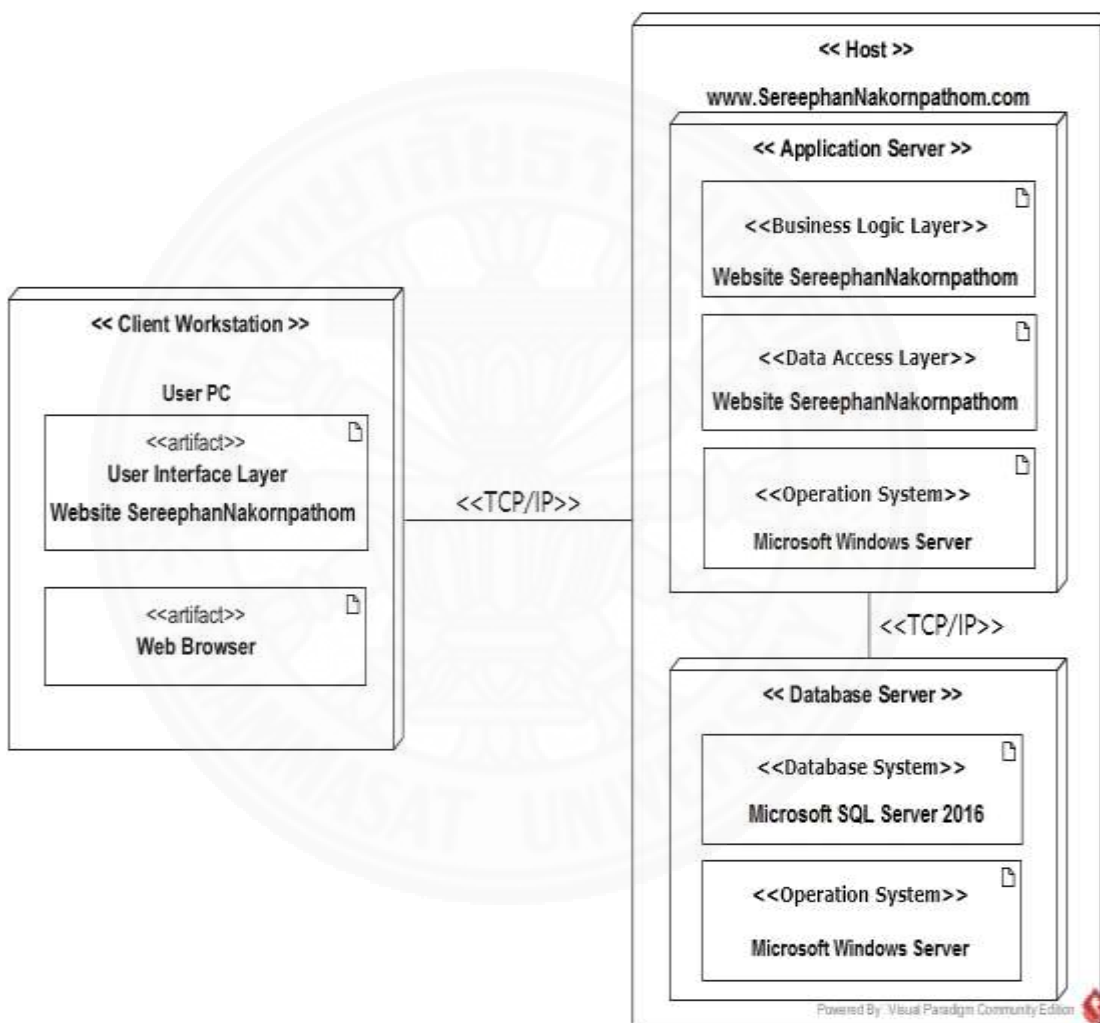 << Host >>
www.SereephanNakornpathom.com
<< Application Server >>
<<Business Logic Layer>>
Website SereephanNakornpathom
<<Data Access Layer>>
Website SereephanNakornpathom
<<Operation System>>
Microsoft Windows Server
<< Client Workstation >>
User PC
<<artifact>>
User Interface Layer
Website SereephanNakornpathom
<<artifact>>
Web Browser
<<TCP/IP>>
<<TCP/IP>>
<< Database Server >>
<<Database System>>
Microsoft SQL Server 2016
<<Operation System>>
Microsoft Windows Server
Powered By Visual Paradigm Community Edition
THAMMASAT UNIVERSITY